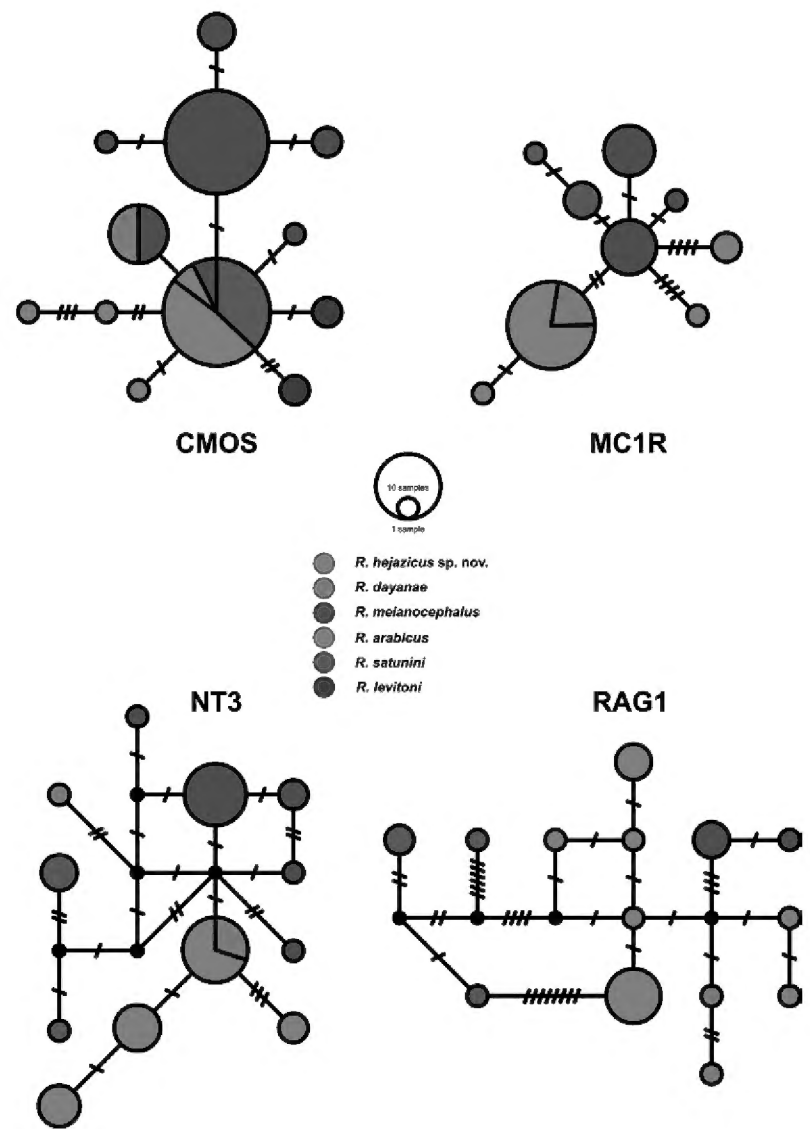 CMOS
MC1R
10 samples
1 sample
R. hejazicus sp. nov.
R. dayanae
R. melanocephalus
R. arabicus
R. satunini
R. levitoni
NT3
RAG1